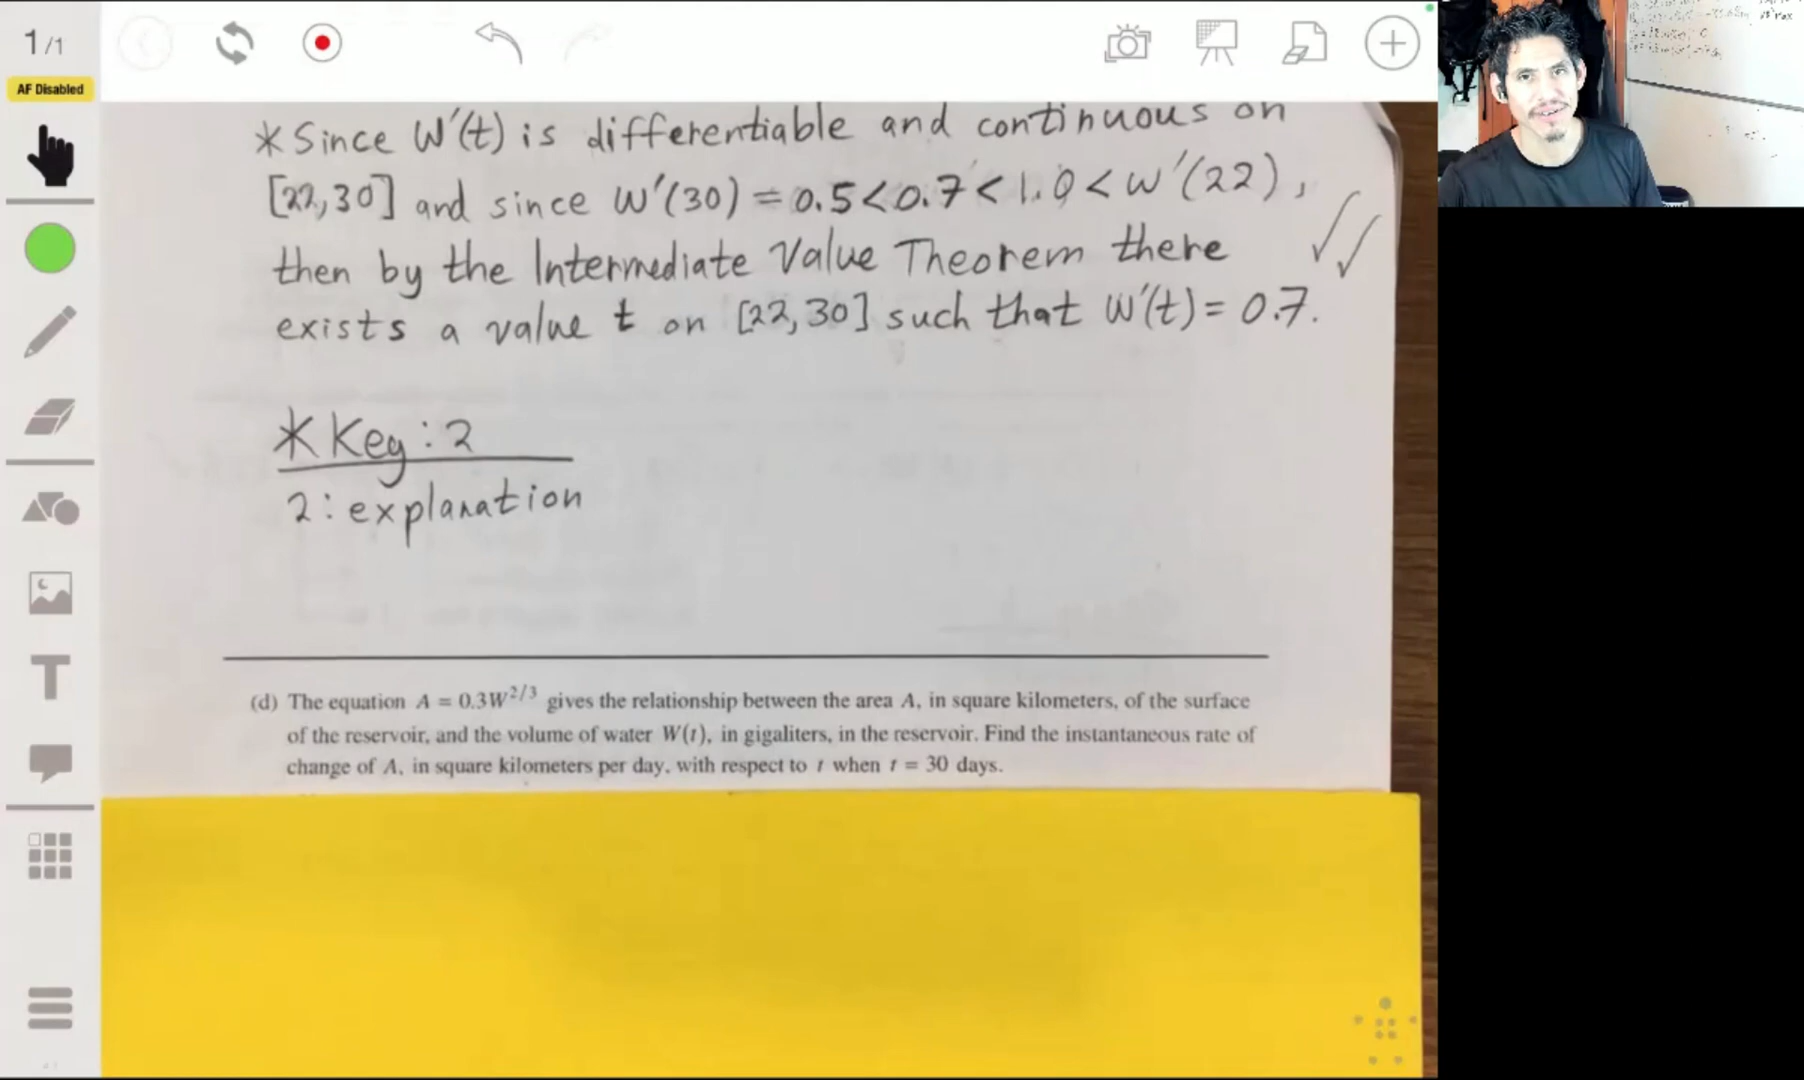 1/1
AF Disabled
*Since W'(t) is differentiable and continuous on
[22,30] and since W'(30) = 0.5 < 0.7 < 1.0 < W'(22),
then by the Intermediate Value Theorem there
exists a value t on [22,30] such that W'(t) = 0.7.
*Key: 2
2: explanation
(d) The equation A = 0.3W^2/3 gives the relationship between the area A, in square kilometers, of the surface
of the reservoir, and the volume of water W(t), in gigaliters, in the reservoir. Find the instantaneous rate of
change of A, in square kilometers per day, with respect to t when t = 30 days.
T